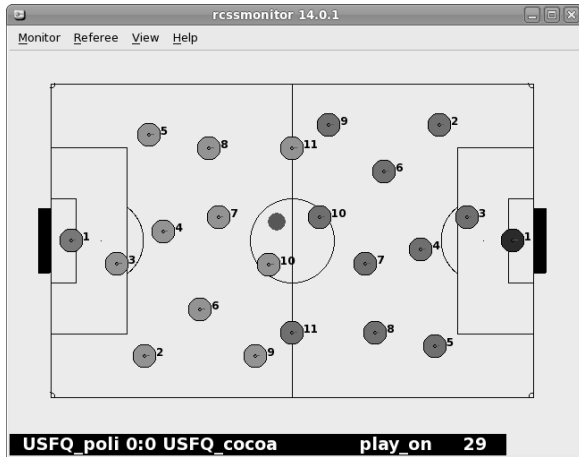 rcssmonitor 14.0.1
Monitor Referee View Help
9 2
5
8 11
6
7 10 3
4
1 4 1
3 10 7
6
11 8
5
2 9
USFQ_poli 0:0 USFQ_cocoa play_on 29